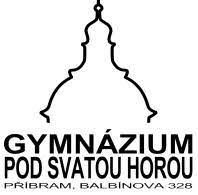 GYMNÁZIUM
POD SVATOU HOROU
PŘÍBRAM, BALBÍNOVA 328